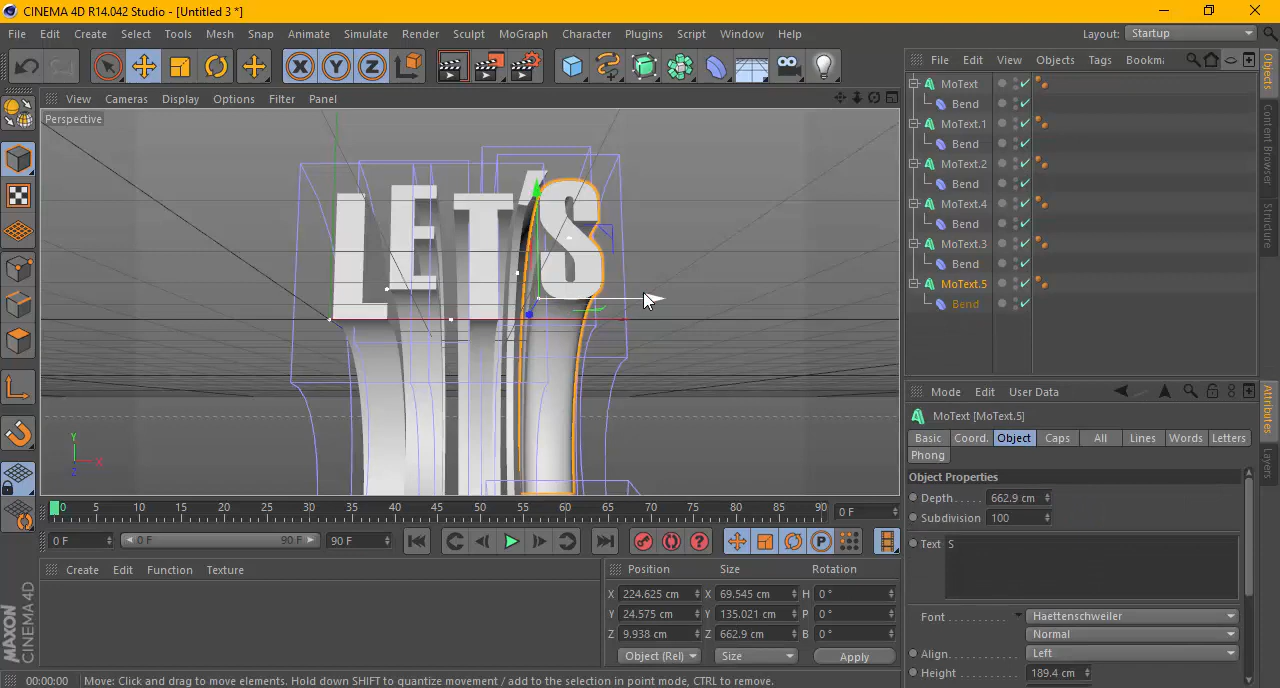 CINEMA 4D R14.042 Studio - [Untitled 3 *]
File Edit Create Select Tools Mesh Snap Animate Simulate Render Sculpt MoGraph Character Plugins Script Window Help
Layout: Startup
X Y Z
View Cameras Display Options Filter Panel
File Edit View Objects Tags Bookma
Perspective
LET'S
MoText
Bend
MoText.1
Bend
MoText.2
Bend
MoText.4
Bend
MoText.3
Bend
MoText.5
Bend
Objects
Content Browser
Structure
Y
X
Z
Mode Edit User Data
MoText [MoText.5]
Basic Coord. Object Caps All Lines Words Letters
Phong
Object Properties
Depth..... 662.9 cm
Subdivision 100
Text S
Font.......... Haettenschweiler
Normal
Align.......... Left
Height........ 189.4 cm
Attributes
Layers
0 5 10 15 20 25 30 35 40 45 50 55 60 65 70 75 80 85 90 0 F
0 F 0 F 90 F 90 F
P
Create Edit Function Texture
Position Size Rotation
X 224.625 cm X 69.545 cm H 0 °
Y 24.575 cm Y 135.021 cm P 0 °
Z 9.938 cm Z 662.9 cm B 0 °
Object (Rel) Size Apply
MAXON
CINEMA 4D
00:00:00 Move: Click and drag to move elements. Hold down SHIFT to quantize movement / add to the selection in point mode, CTRL to remove.